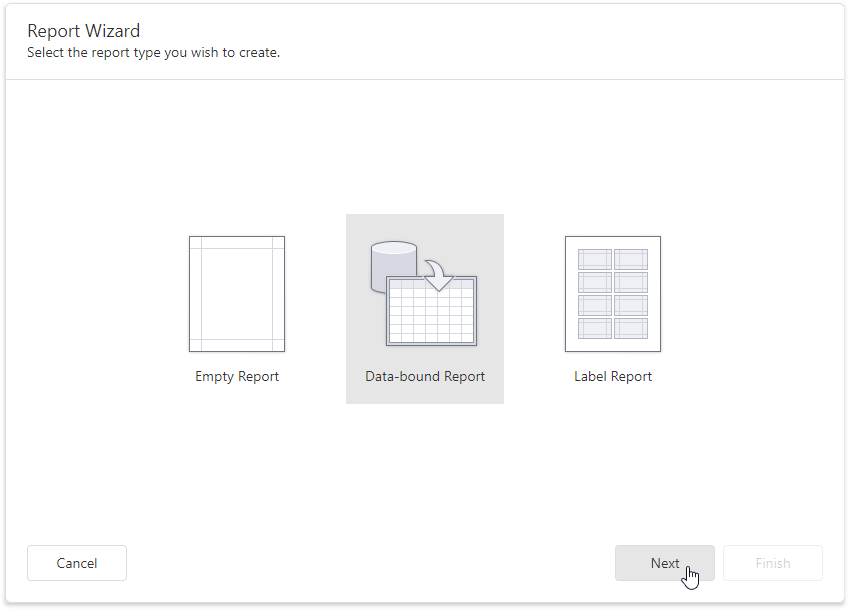 Report Wizard
Select the report type you wish to create.
Empty Report
Data-bound Report
Label Report
Cancel
Next
Finish